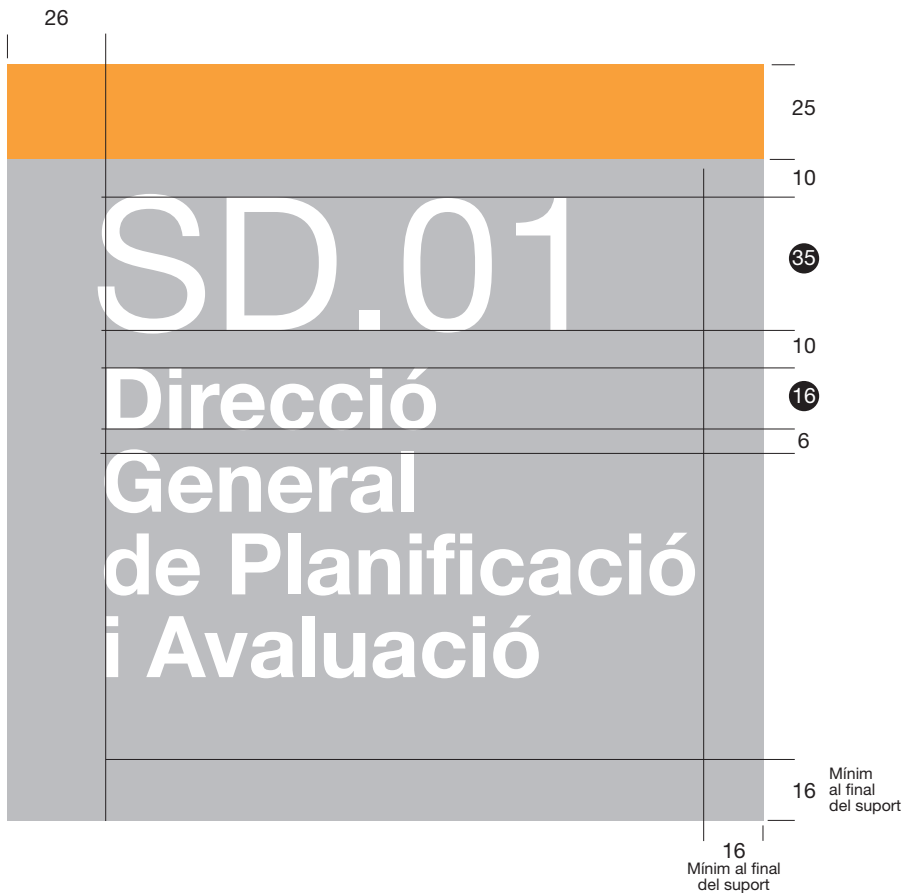 26
25
10
SD.01
35
10
Direcció
16
6
General
de Planificació
i Avaluació
16
Mínim
al final
del suport
16
Mínim al final
del suport